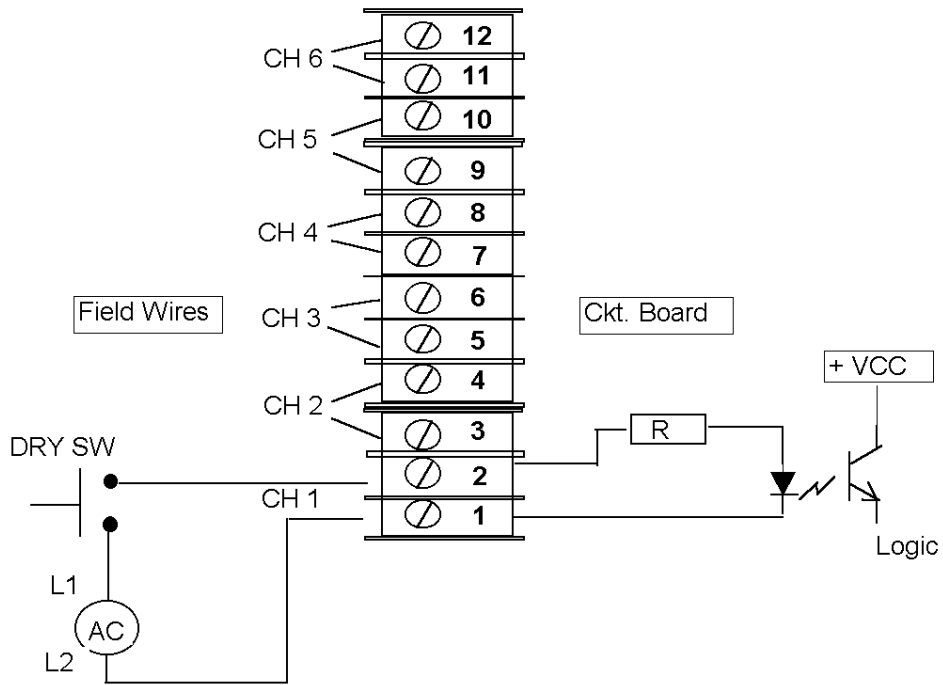 12
CH 6
11
10
CH 5
9
8
CH 4
7
6
Field Wires
CH 3
Ckt. Board
5
+ VCC
4
CH 2
3
R
DRY SW
2
CH 1
1
Logic
L1
AC
L2